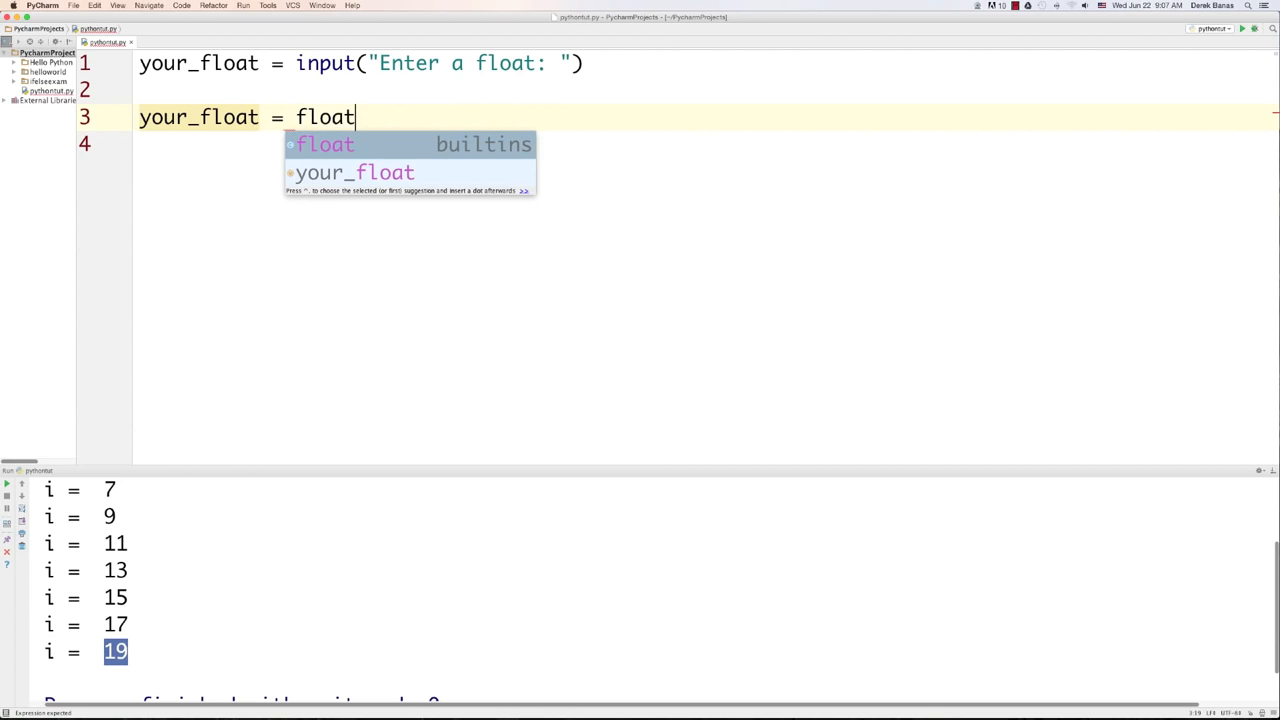 PyCharm File Edit View Navigate Code Refactor Run Tools VCS Window Help 10 Wed Jun 22 9:07 AM Derek Banas
pythontut.py - PycharmProjects - [~/PycharmProjects]
PycharmProjects pythontut.py pythontut
pythontut.py
PycharmProject
Hello Python
helloworld
ifelseexam
pythontut.py
External Librarie
1 your_float = input("Enter a float: ")
2
3 your_float = float
4
float builtins
your_float
Press ^. to choose the selected (or first) suggestion and insert a dot afterwards >>
Run pythontut
i = 7
i = 9
i = 11
i = 13
i = 15
i = 17
i = 19
Expression expected 3:19 LF‡ UTF-8‡